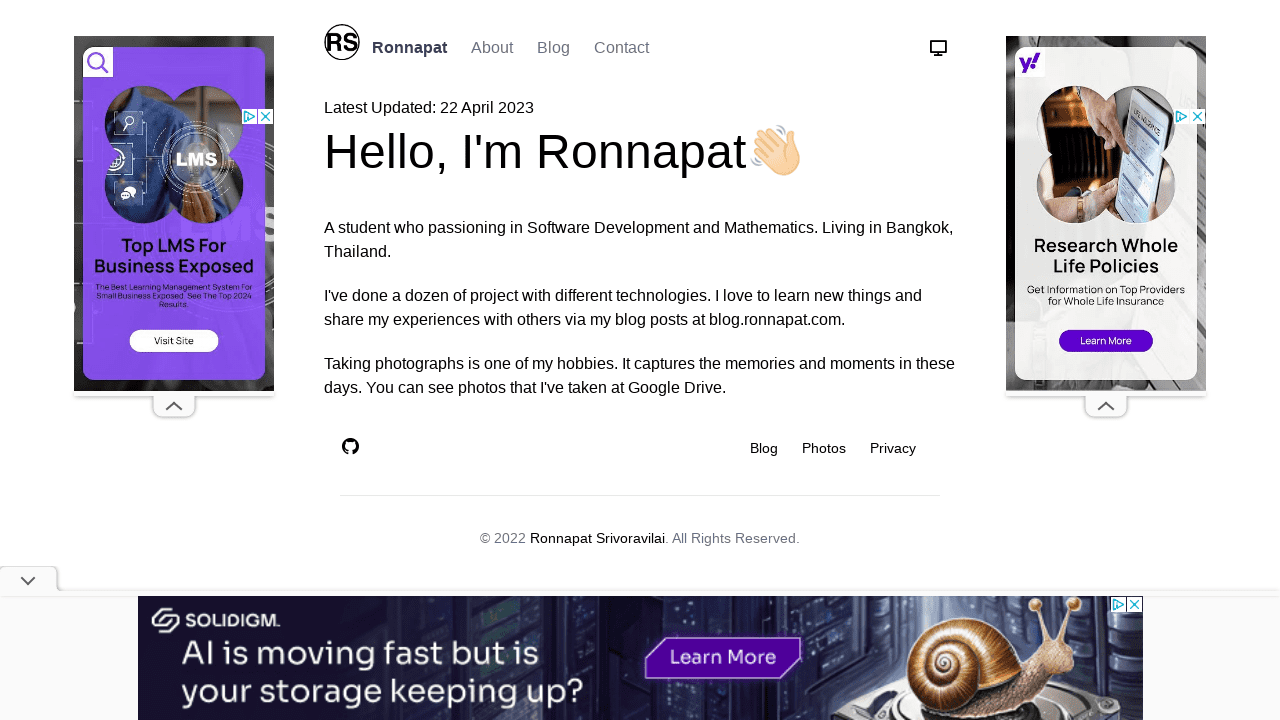 RS
Ronnapat About Blog Contact
Latest Updated: 22 April 2023
Hello, I'm Ronnapat
A student who passioning in Software Development and Mathematics. Living in Bangkok,
Thailand.
I've done a dozen of project with different technologies. I love to learn new things and
share my experiences with others via my blog posts at blog.ronnapat.com.
Taking photographs is one of my hobbies. It captures the memories and moments in these
days. You can see photos that I've taken at Google Drive.
Blog Photos Privacy
© 2022 Ronnapat Srivoravilai. All Rights Reserved.
LMS
LMS
Top LMS For
Business Exposed
The Best Learning Management System For
Small Business Exposed. See The Top 2024
Results
Visit Site
y!
Research Whole
Life Policies
Get Information on Top Providers
for Whole Life Insurance
Learn More
SOLIDIGM.
AI is moving fast but is
your storage keeping up?
Learn More